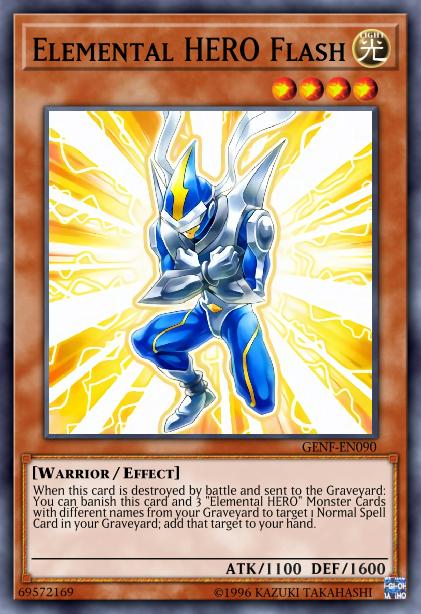 ELEMENTAL HERO FLASH
LIGHT
光
GENF-EN090
[WARRIOR / EFFECT]
When this card is destroyed by battle and sent to the Graveyard:
You can banish this card and 3 "Elemental HERO" Monster Cards
with different names from your Graveyard to target 1 Normal Spell
Card in your Graveyard; add that target to your hand.
ATK/1100 DEF/1600
69572169
©1996 KAZUKI TAKAHASHI